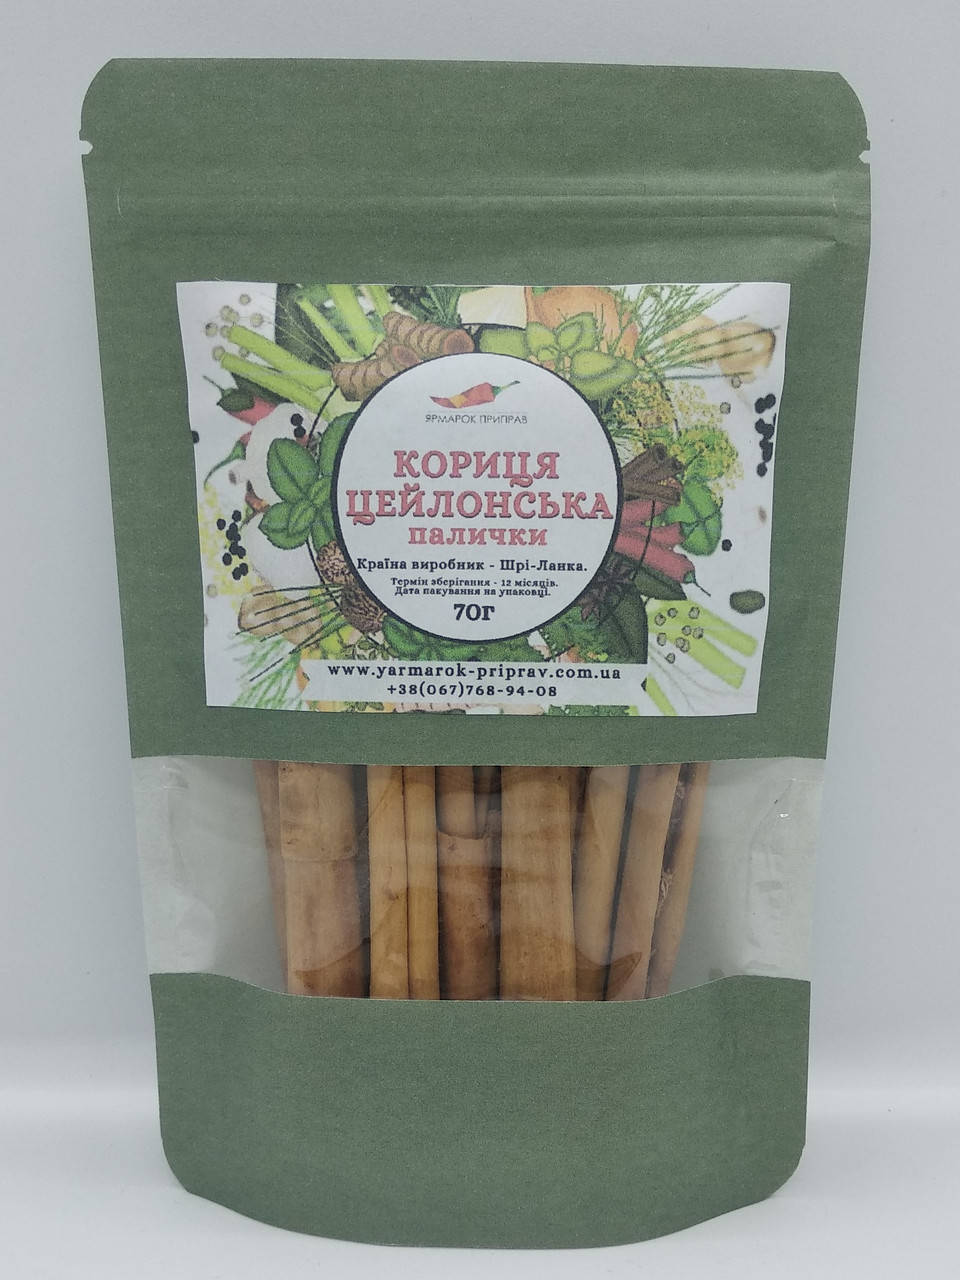 ЯРМАРОК ПРИПРАВ
КОРИЦЯ
ЦЕЙЛОНСЬКА
палички
Країна виробник - Шрі-Ланка.
Термін зберігання - 12 місяців.
Дата пакування на упаковці.
70г
www.yarmarok-priprav.com.ua
+38(067)768-94-08